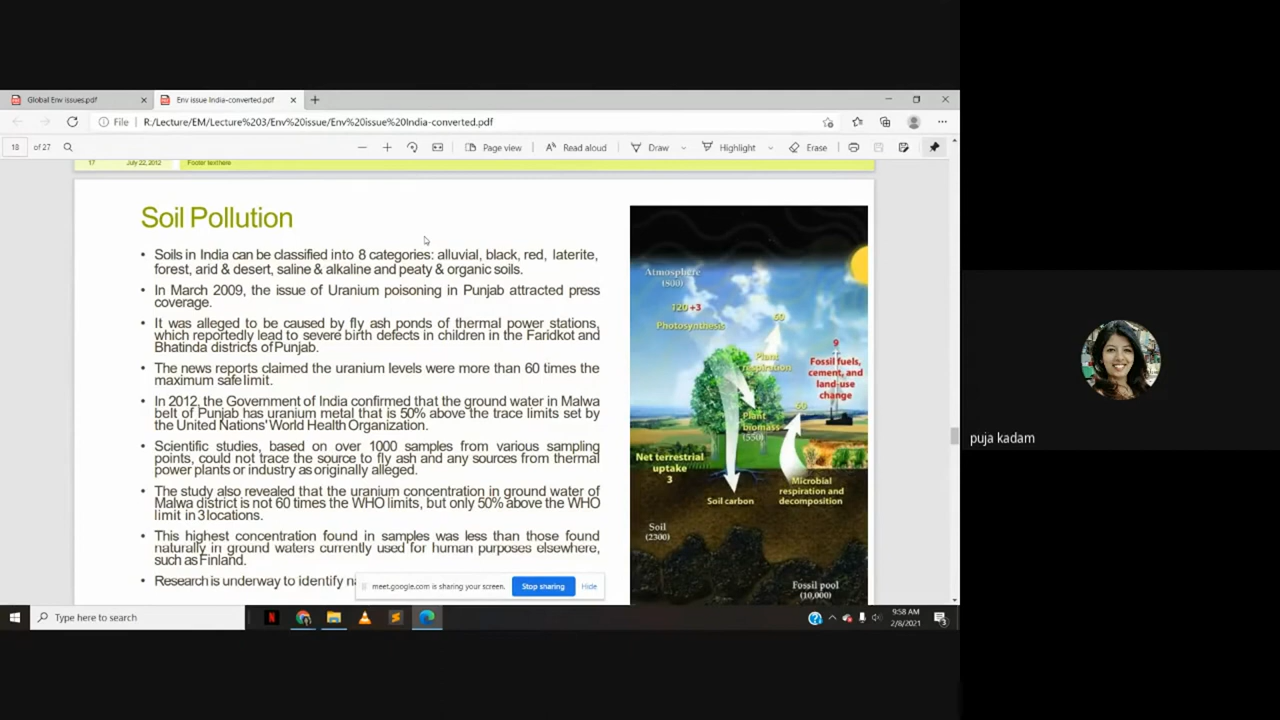 Global Env issues.pdf
Env issue India-converted.pdf
File
R:/Lecture/EM/Lecture%203/Env%20issue/Env%20issue%20India-converted.pdf
18 of 27
Page view
Read aloud
Draw
Highlight
Erase
17 July 22, 2012 Footer texthere
Soil Pollution
• Soils in India can be classified into 8 categories: alluvial, black, red, laterite,
forest, arid & desert, saline & alkaline and peaty & organic soils.
• In March 2009, the issue of Uranium poisoning in Punjab attracted press
coverage.
• It was alleged to be caused by fly ash ponds of thermal power stations,
which reportedly lead to severe birth defects in children in the Faridkot and
Bhatinda districts of Punjab.
• The news reports claimed the uranium levels were more than 60 times the
maximum safe limit.
• In 2012, the Government of India confirmed that the ground water in Malwa
belt of Punjab has uranium metal that is 50% above the trace limits set by
the United Nations' World Health Organization.
• Scientific studies, based on over 1000 samples from various sampling
points, could not trace the source to fly ash and any sources from thermal
power plants or industry as originally alleged.
• The study also revealed that the uranium concentration in ground water of
Malwa district is not 60 times the WHO limits, but only 50% above the WHO
limit in 3 locations.
• This highest concentration found in samples was less than those found
naturally in ground waters currently used for human purposes elsewhere,
such as Finland.
• Research is underway to identify
Atmosphere
(800)
120+3
Photosynthesis
60
Plant
respiration
9
Fossil fuels,
cement, and
land-use
change
60
Plant
biomass
(550)
Net terrestrial
uptake
3
Soil carbon
Microbial
respiration and
decomposition
Soil
(2300)
Fossil pool
(10,000)
meet.google.com is sharing your screen.
Stop sharing
Hide
Type here to search
9:58 AM
2/8/2021
puja kadam